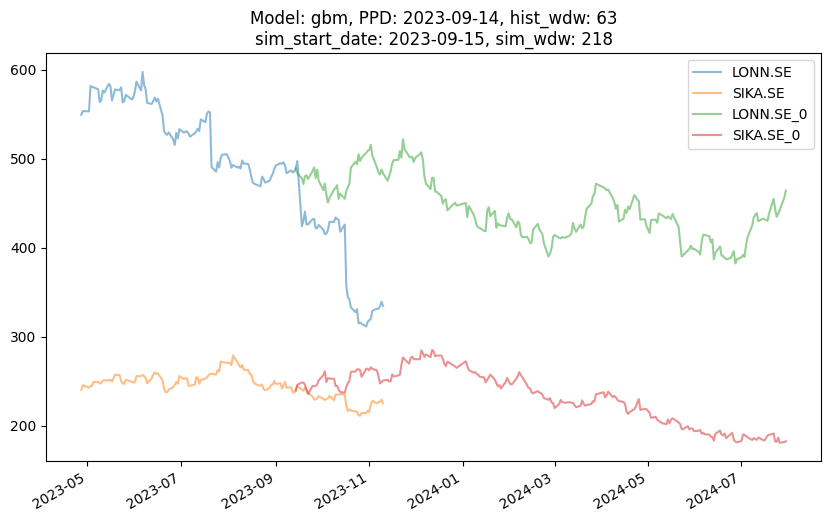 Model: gbm, PPD: 2023-09-14, hist_wdw: 63
sim_start_date: 2023-09-15, sim_wdw: 218
LONN.SE
SIKA.SE
LONN.SE_0
SIKA.SE_0
600
500
400
300
200
2023-05
2023-07
2023-09
2023-11
2024-01
2024-03
2024-05
2024-07